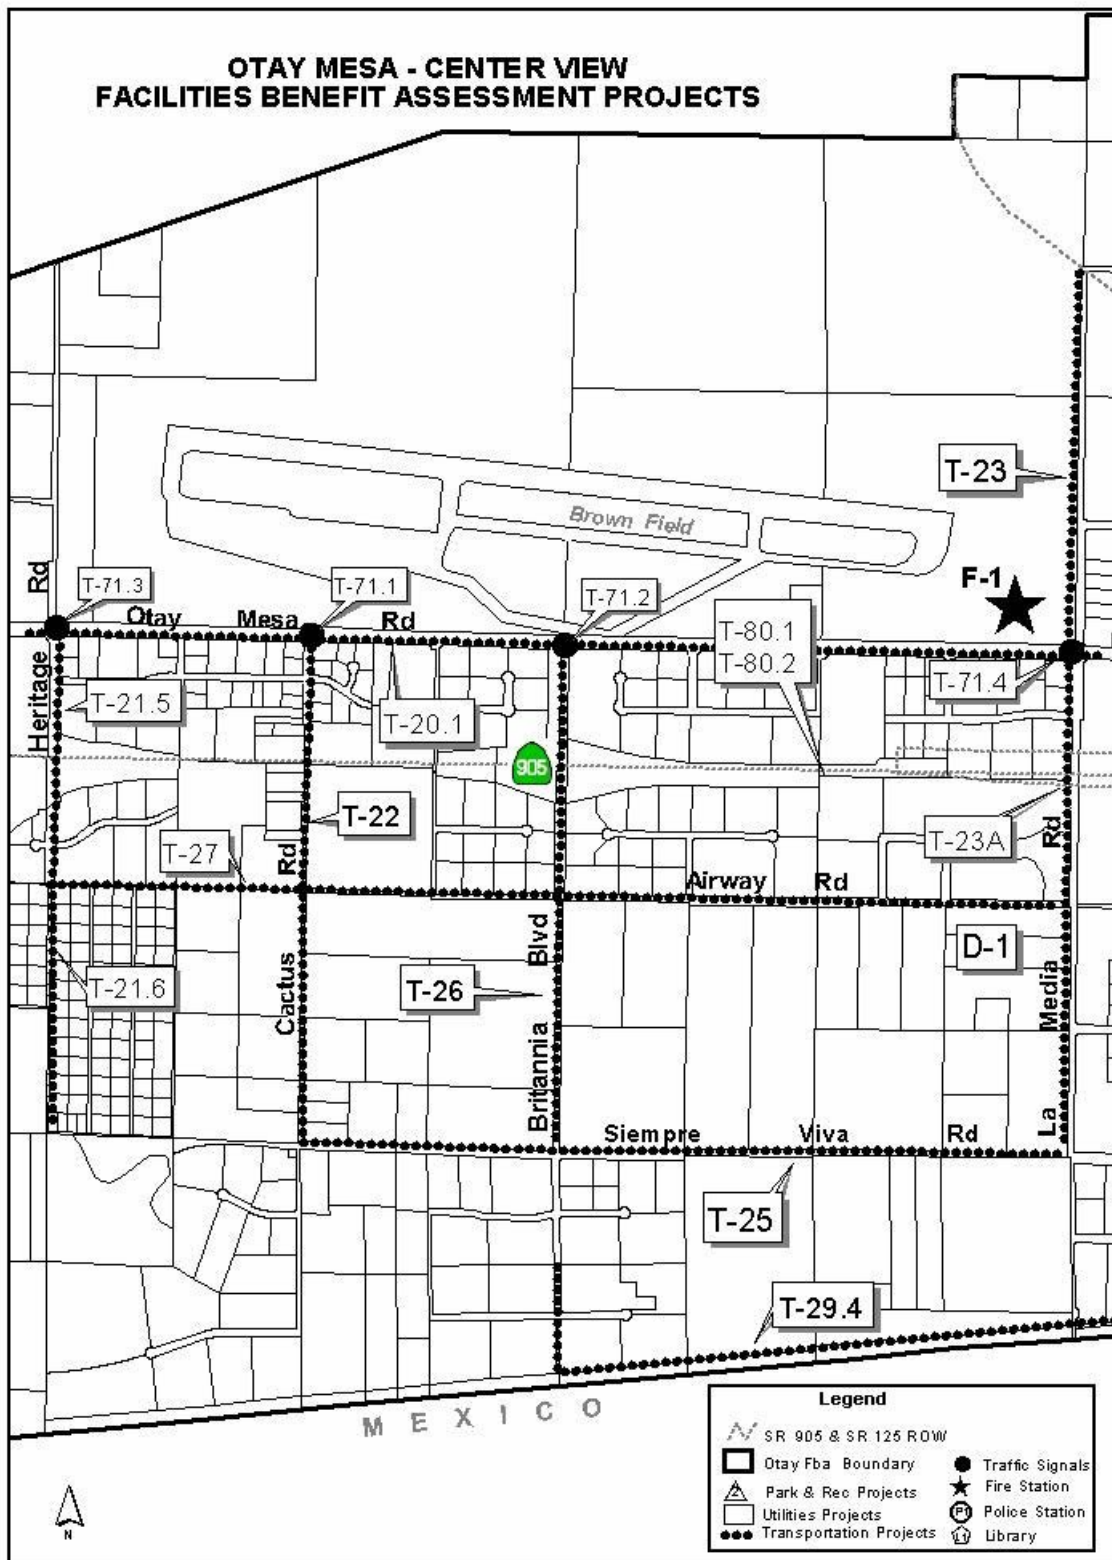 OTAY MESA - CENTER VIEW
FACILITIES BENEFIT ASSESSMENT PROJECTS
T-23
Brown Field
F-1
Rd
T-71.3
T-71.1
T-71.2
Otay Mesa Rd
T-80.1
T-80.2
T-71.4
Heritage
T-21.5
T-20.1
905
T-22
T-23A
Rd
T-27
Rd
Airway Rd
D-1
Blvd
T-21.6
T-26
Cactus
Media
Britannia
La
Siempre Viva Rd
T-25
T-29.4
MEXICO
N
Legend
SR 905 & SR 125 ROW
Otay Fba Boundary
Park & Rec Projects
Utilities Projects
Transportation Projects
Traffic Signals
Fire Station
P1 Police Station
L1 Library